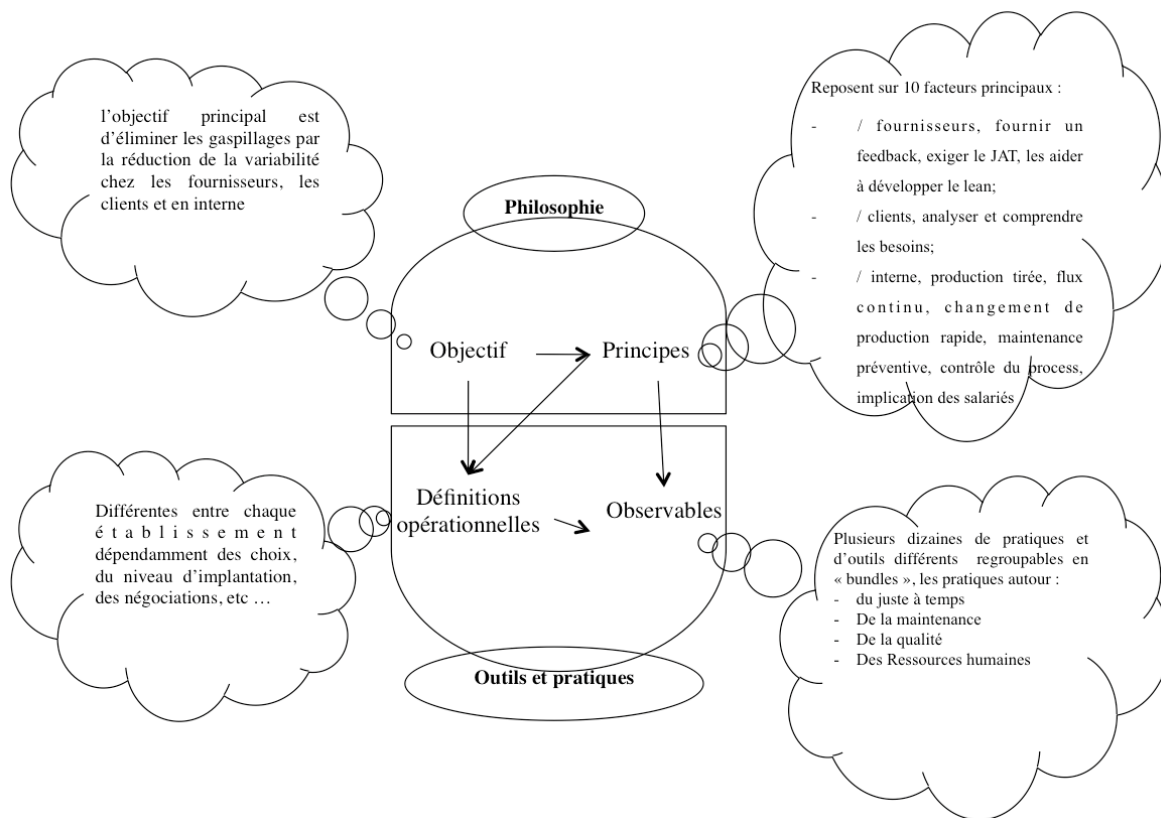 l'objectif principal est
d'éliminer les gaspillages par
la réduction de la variabilité
chez les fournisseurs, les
clients et en interne
Reposent sur 10 facteurs principaux :
- / fournisseurs, fournir un
feedback, exiger le JAT, les aider
à développer le lean;
- / clients, analyser et comprendre
les besoins;
- / interne, production tirée, flux
continu, changement de
production rapide, maintenance
préventive, contrôle du process,
implication des salariés
Philosophie
Objectif
Principes
Définitions
opérationnelles
Observables
Outils et pratiques
Différentes entre chaque
établissement
dépendamment des choix,
du niveau d'implantation,
des négociations, etc …
Plusieurs dizaines de pratiques et
d'outils différents regroupables en
« bundles », les pratiques autour :
- du juste à temps
- De la maintenance
- De la qualité
- Des Ressources humaines